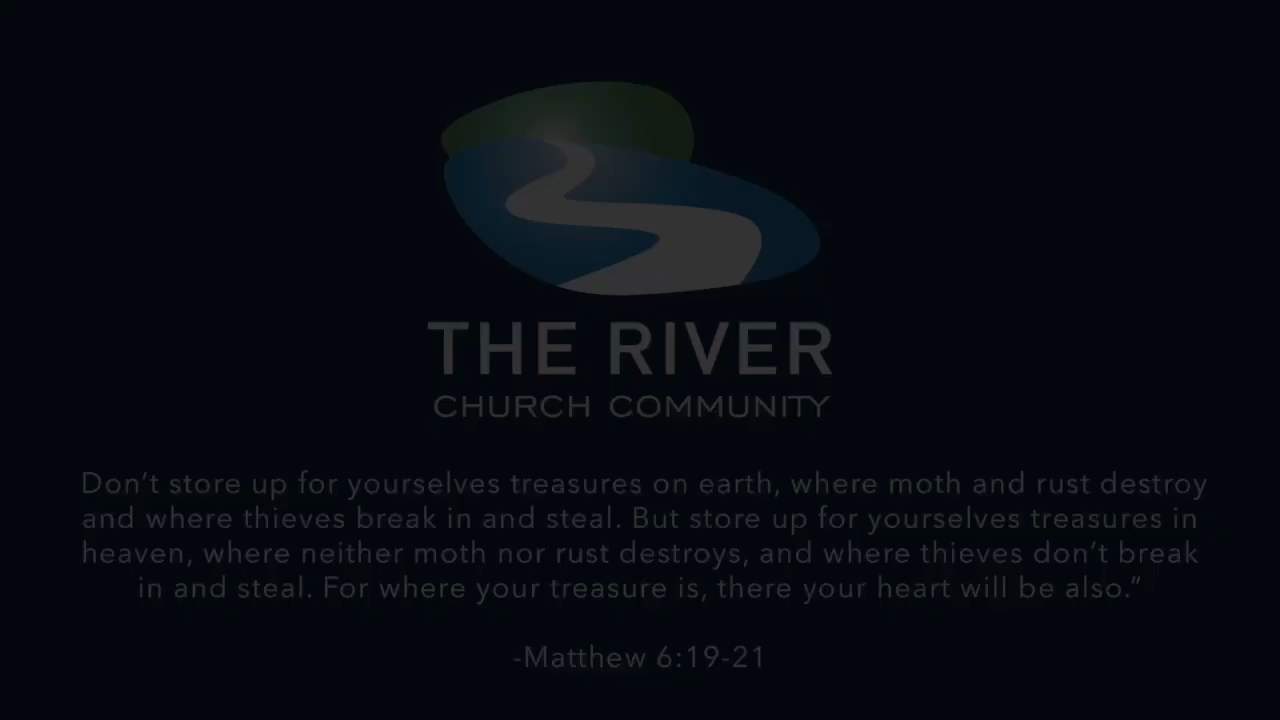 THE RIVER
CHURCH COMMUNITY
Don’t store up for yourselves treasures on earth, where moth and rust destroy
and where thieves break in and steal. But store up for yourselves treasures in
heaven, where neither moth nor rust destroys, and where thieves don’t break
in and steal. For where your treasure is, there your heart will be also.”
-Matthew 6:19-21